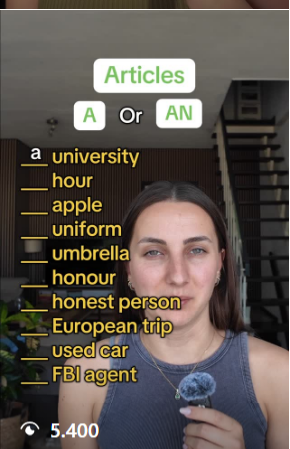 Articles
A Or AN
a university
___ hour
___ apple
___ uniform
___ umbrella
___ honour
___ honest person
___ European trip
___ used car
___ FBI agent
5.400